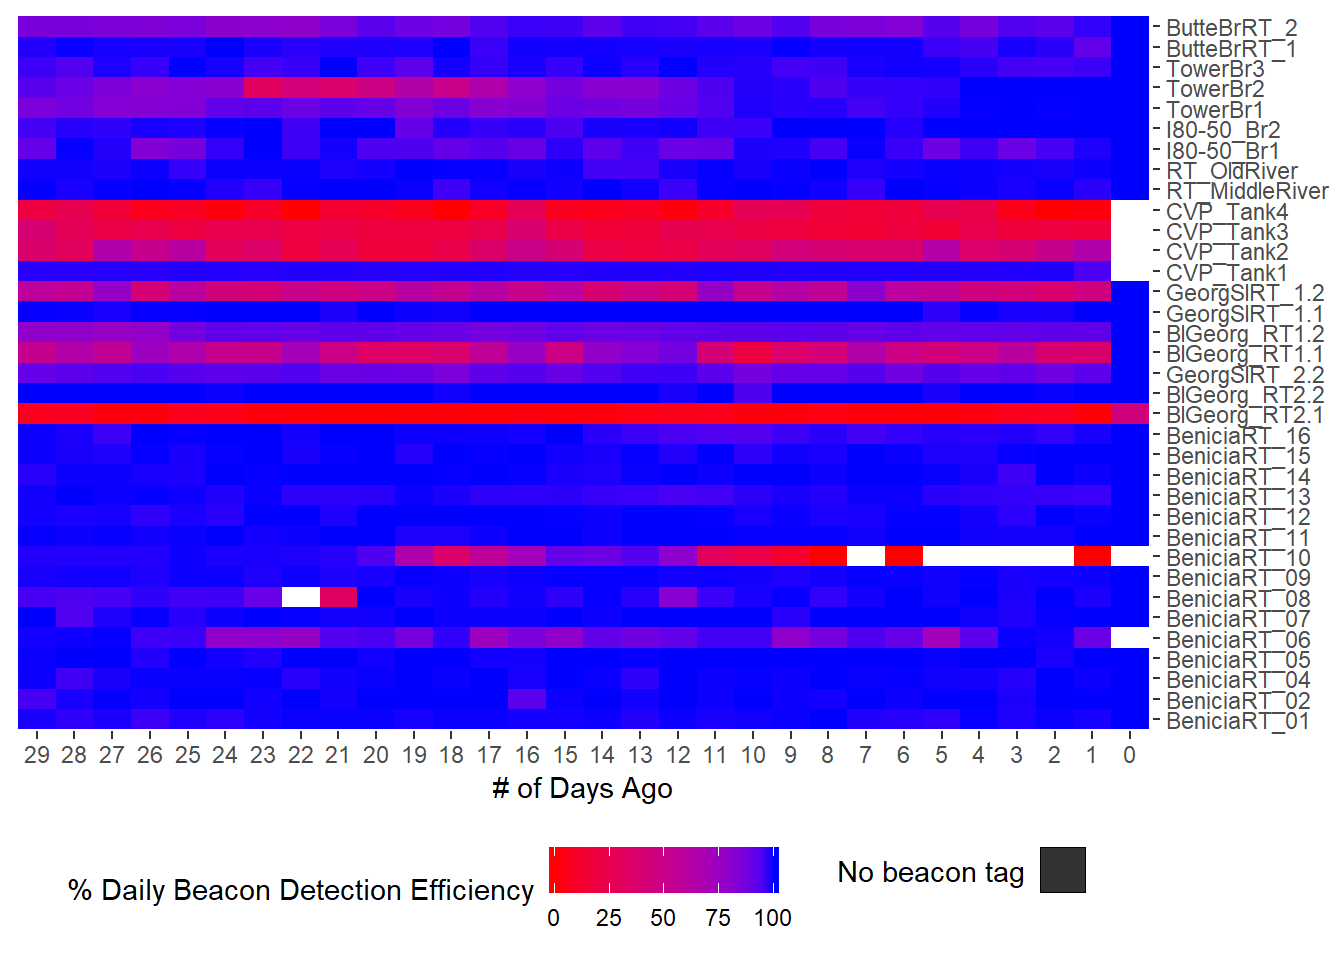 ButteBrRT_2
ButteBrRT_1
TowerBr3
TowerBr2
TowerBr1
I80-50_Br2
I80-50_Br1
RT_OldRiver
RT_MiddleRiver
CVP_Tank4
CVP_Tank3
CVP_Tank2
CVP_Tank1
GeorgSlRT_1.2
GeorgSlRT_1.1
BlGeorg_RT1.2
BlGeorg_RT1.1
GeorgSlRT_2.2
BlGeorg_RT2.2
BlGeorg_RT2.1
BeniciaRT_16
BeniciaRT_15
BeniciaRT_14
BeniciaRT_13
BeniciaRT_12
BeniciaRT_11
BeniciaRT_10
BeniciaRT_09
BeniciaRT_08
BeniciaRT_07
BeniciaRT_06
BeniciaRT_05
BeniciaRT_04
BeniciaRT_02
BeniciaRT_01
29 28 27 26 25 24 23 22 21 20 19 18 17 16 15 14 13 12 11 10 9 8 7 6 5 4 3 2 1 0
# of Days Ago
% Daily Beacon Detection Efficiency
0 25 50 75 100
No beacon tag